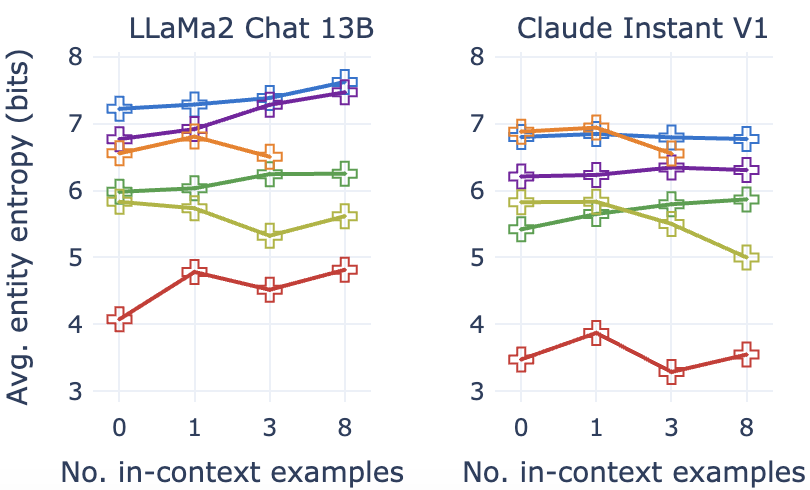 LLaMa2 Chat 13B
Claude Instant V1
Avg. entity entropy (bits)
8
7
6
5
4
3
0 1 3 8
No. in-context examples
8
7
6
5
4
3
0 1 3 8
No. in-context examples